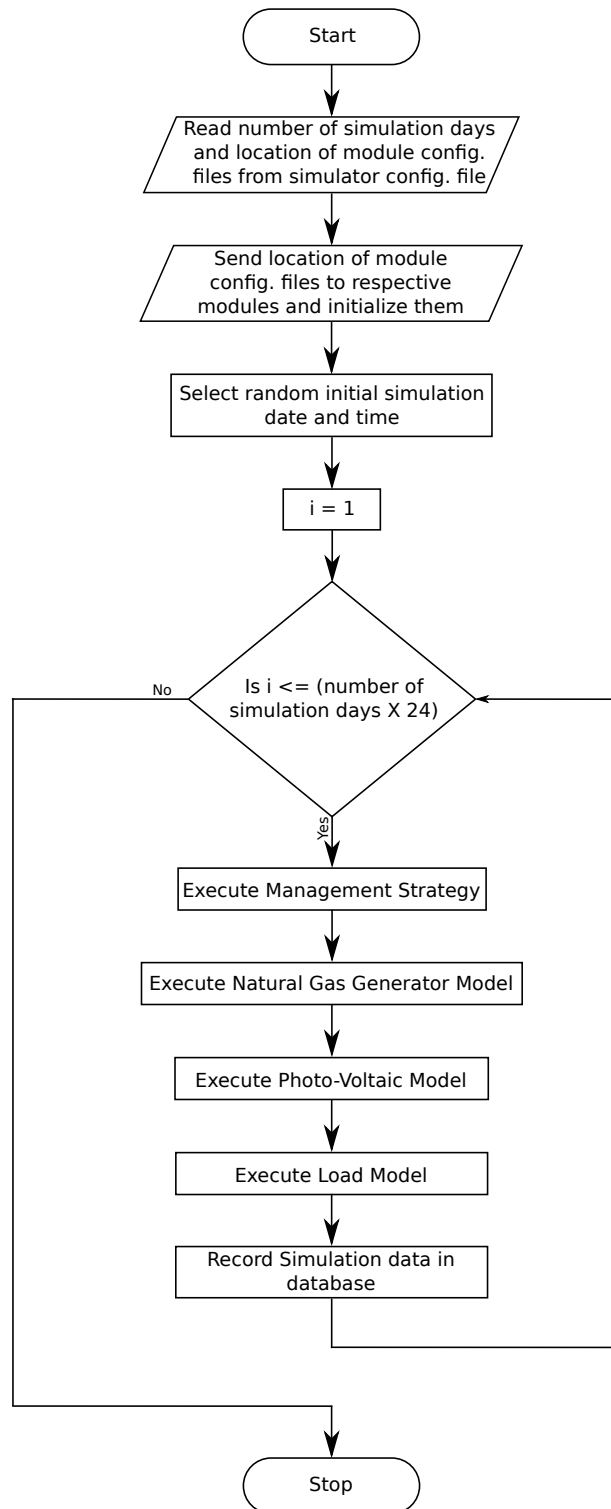 Start
Read number of simulation days
and location of module config.
files from simulator config. file
Send location of module
config. files to respective
modules and initialize them
Select random initial simulation
date and time
i = 1
No
Is i <= (number of
simulation days X 24)
Yes
Execute Management Strategy
Execute Natural Gas Generator Model
Execute Photo-Voltaic Model
Execute Load Model
Record Simulation data in
database
Stop